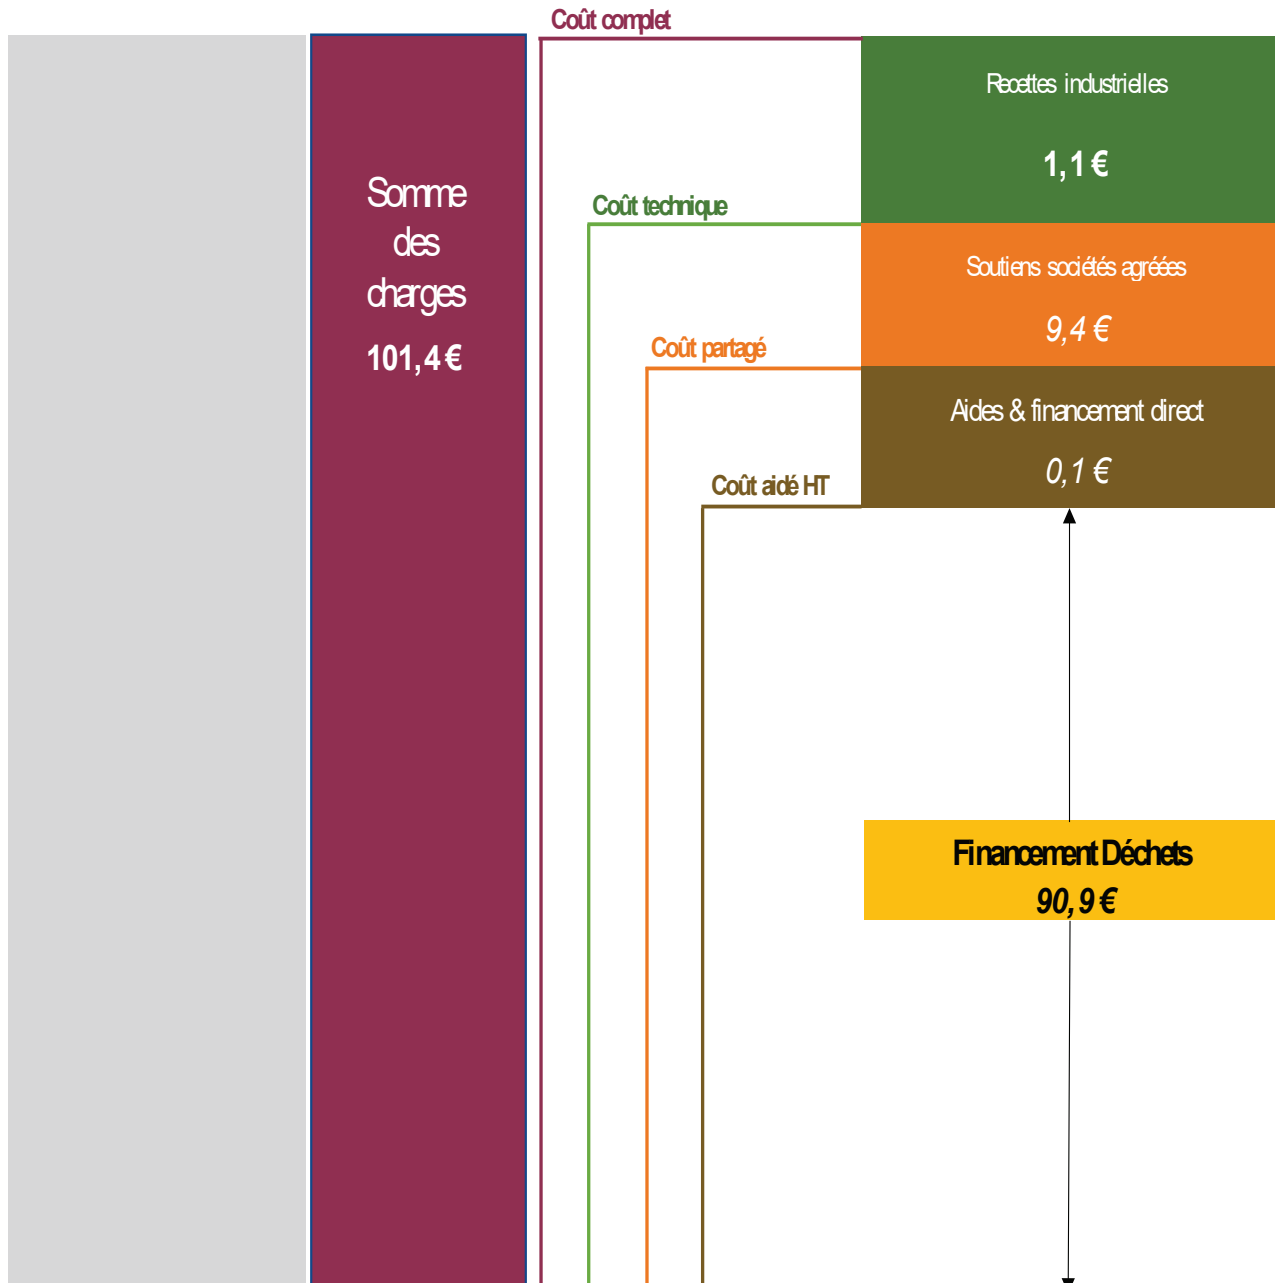 Coût complet
Recettes industrielles
1,1 €
Somme
des
charges
101,4 €
Coût technique
Soutiens sociétés agréées
9,4 €
Coût partagé
Aides & financement direct
0,1 €
Coût aidé HT
Financement Déchets
90,9 €